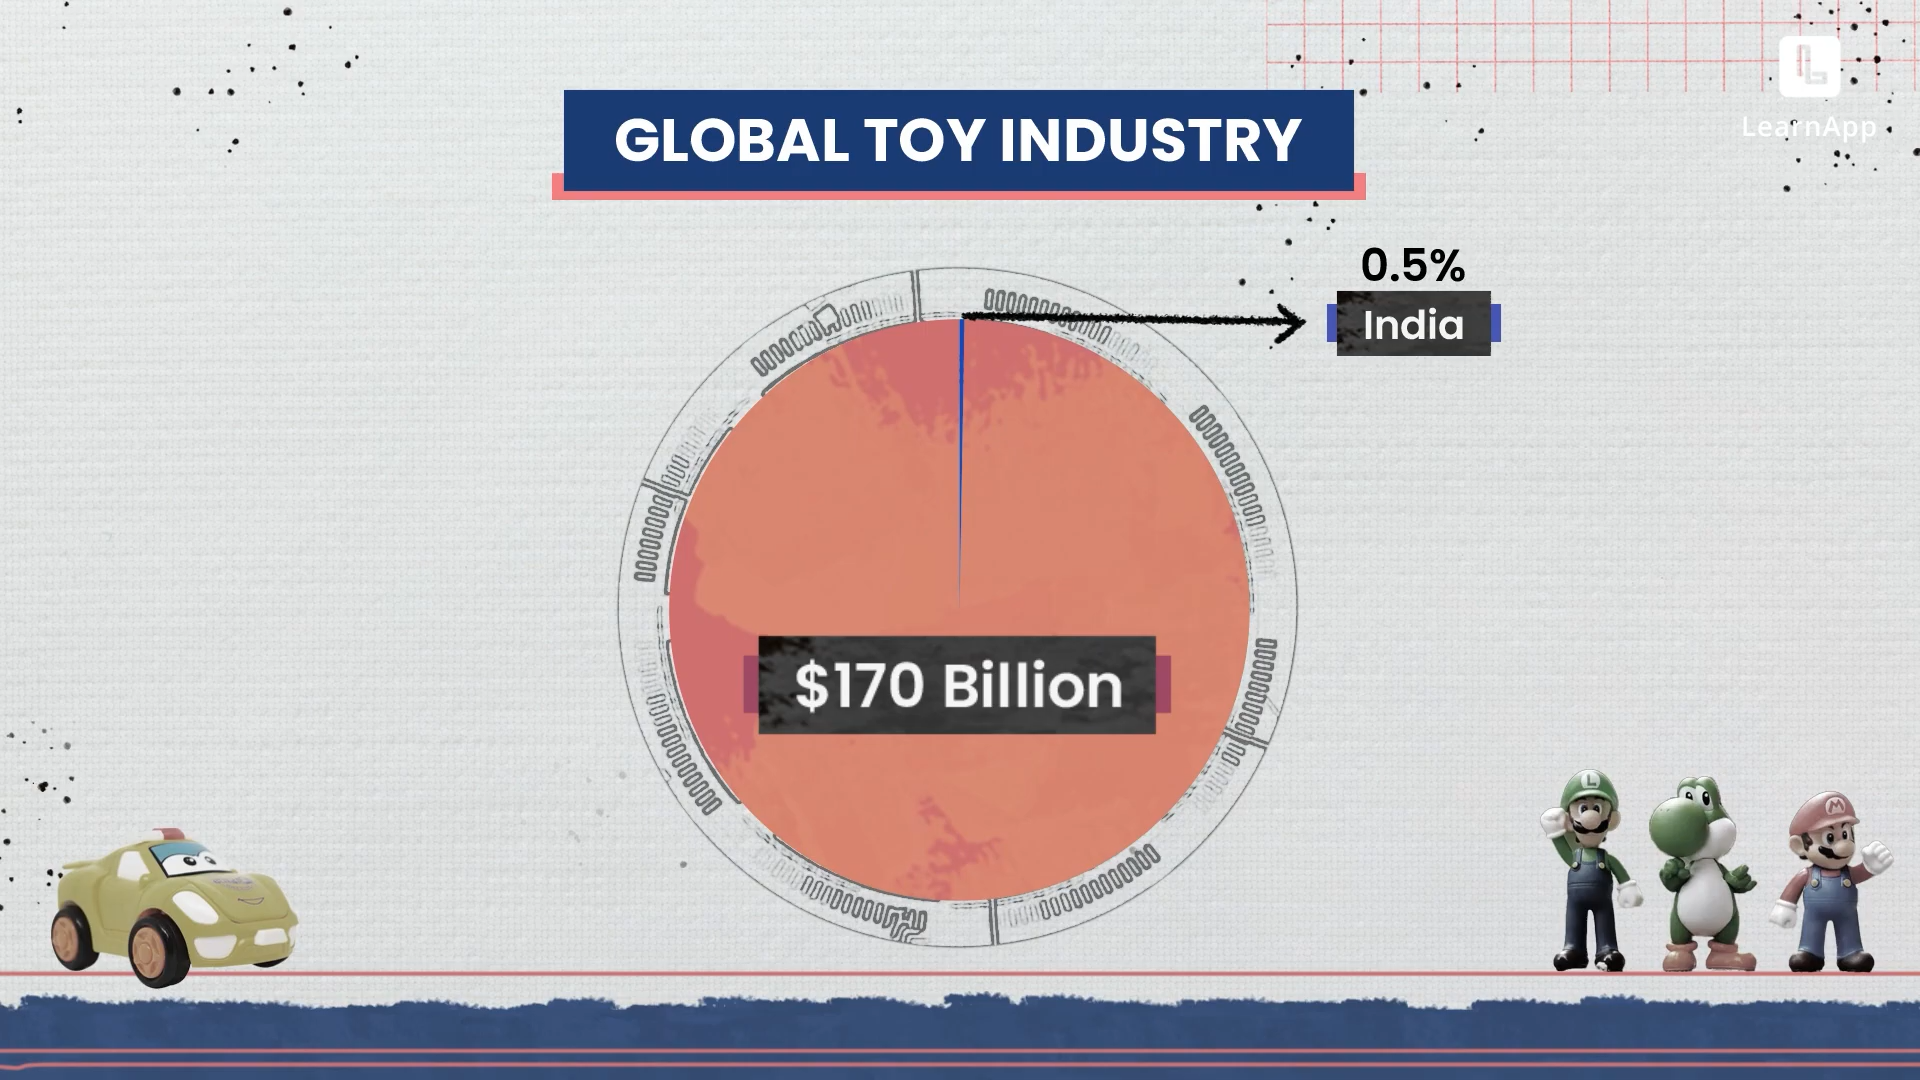 GLOBAL TOY INDUSTRY
LearnApp
0.5%
India
$170 Billion